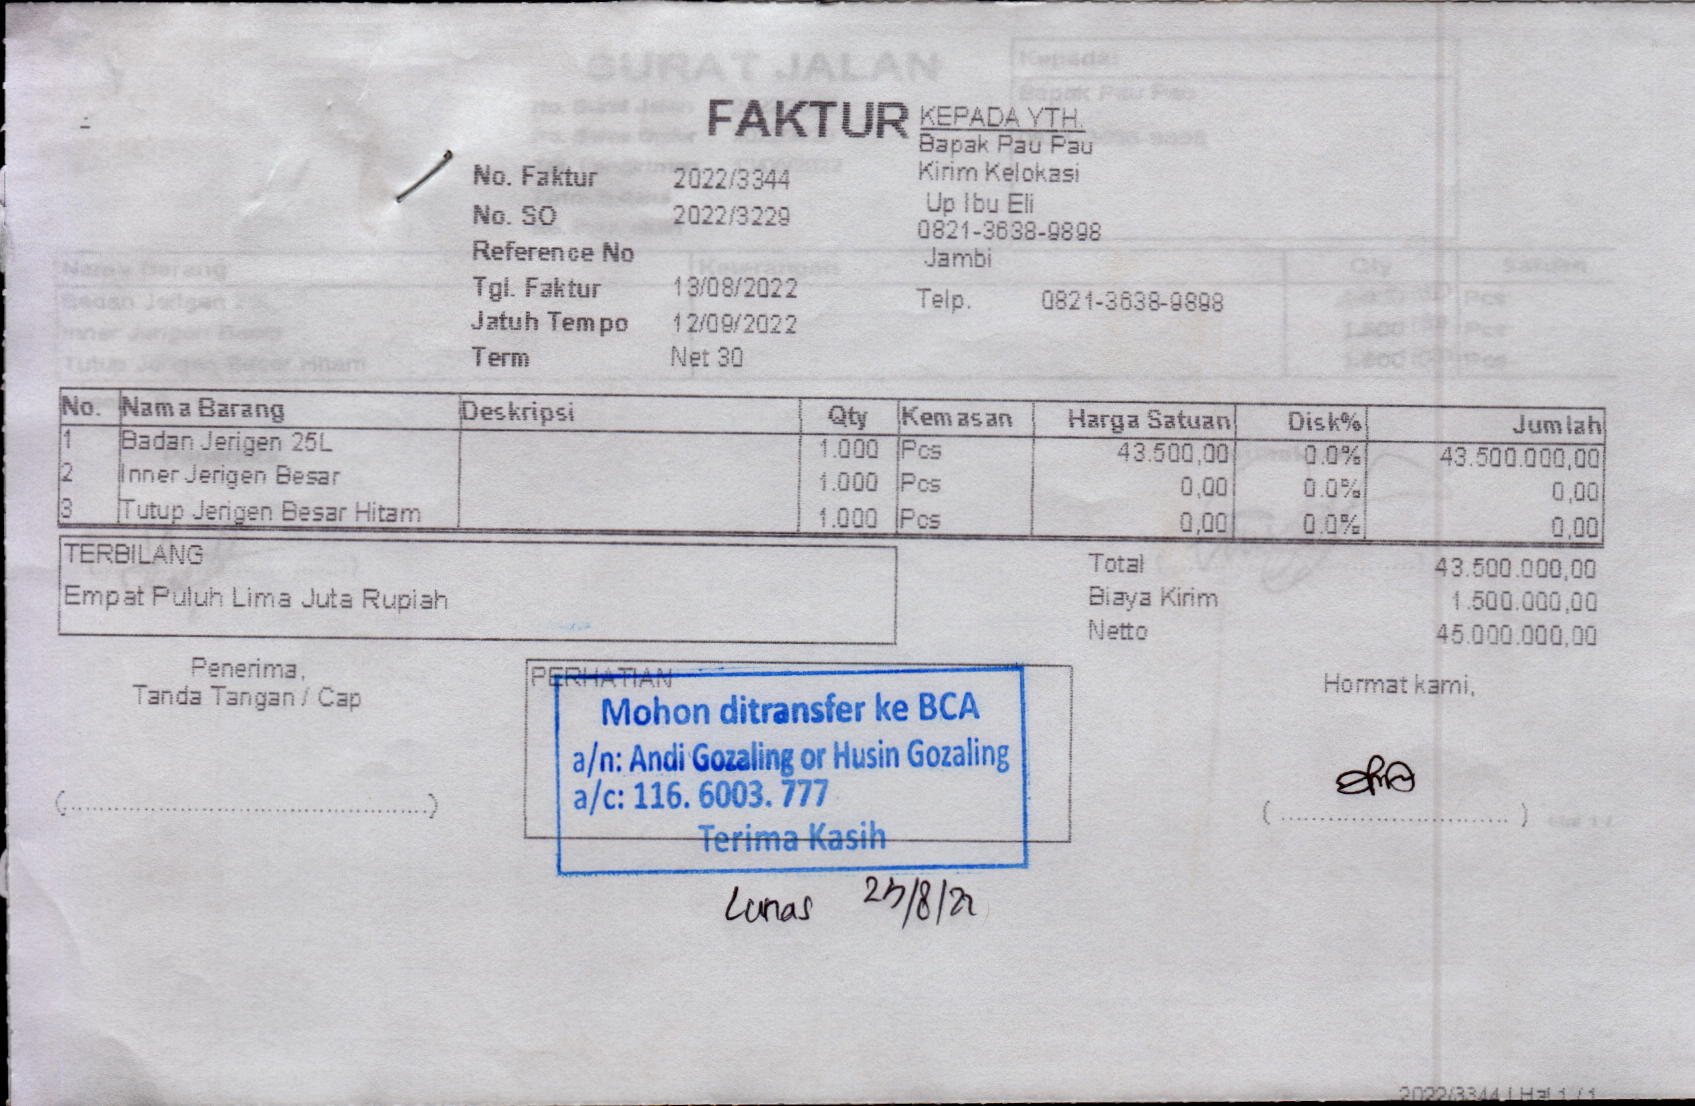 SURAT JALAN
FAKTUR
KEPADA YTH.
Bapak Pau Pau
Kirim Kelokasi
Up Ibu Eli
0821-3638-9898
Jambi
Telp. 0821-3638-9898
No. Faktur 2022/3344
No. SO 2022/3229
Reference No
Tgl. Faktur 13/08/2022
Jatuh Tempo 12/09/2022
Term Net 30
No. Nama Barang Deskripsi Qty Kemasan Harga Satuan Disk% Jumlah
1 Badan Jerigen 25L 1.000 Pcs 43.500,00 0.0% 43.500.000,00
2 Inner Jerigen Besar 1.000 Pcs 0,00 0.0% 0,00
3 Tutup Jerigen Besar Hitam 1.000 Pcs 0,00 0.0% 0,00
TERBILANG
Empat Puluh Lima Juta Rupiah
Total 43.500.000,00
Biaya Kirim 1.500.000,00
Netto 45.000.000,00
Penerima,
Tanda Tangan / Cap
PERHATIAN
Mohon ditransfer ke BCA
a/n: Andi Gozaling or Husin Gozaling
a/c: 116. 6003. 777
Terima Kasih
Hormat kami,
Lunas
2022/3344 | Hal 1 / 1